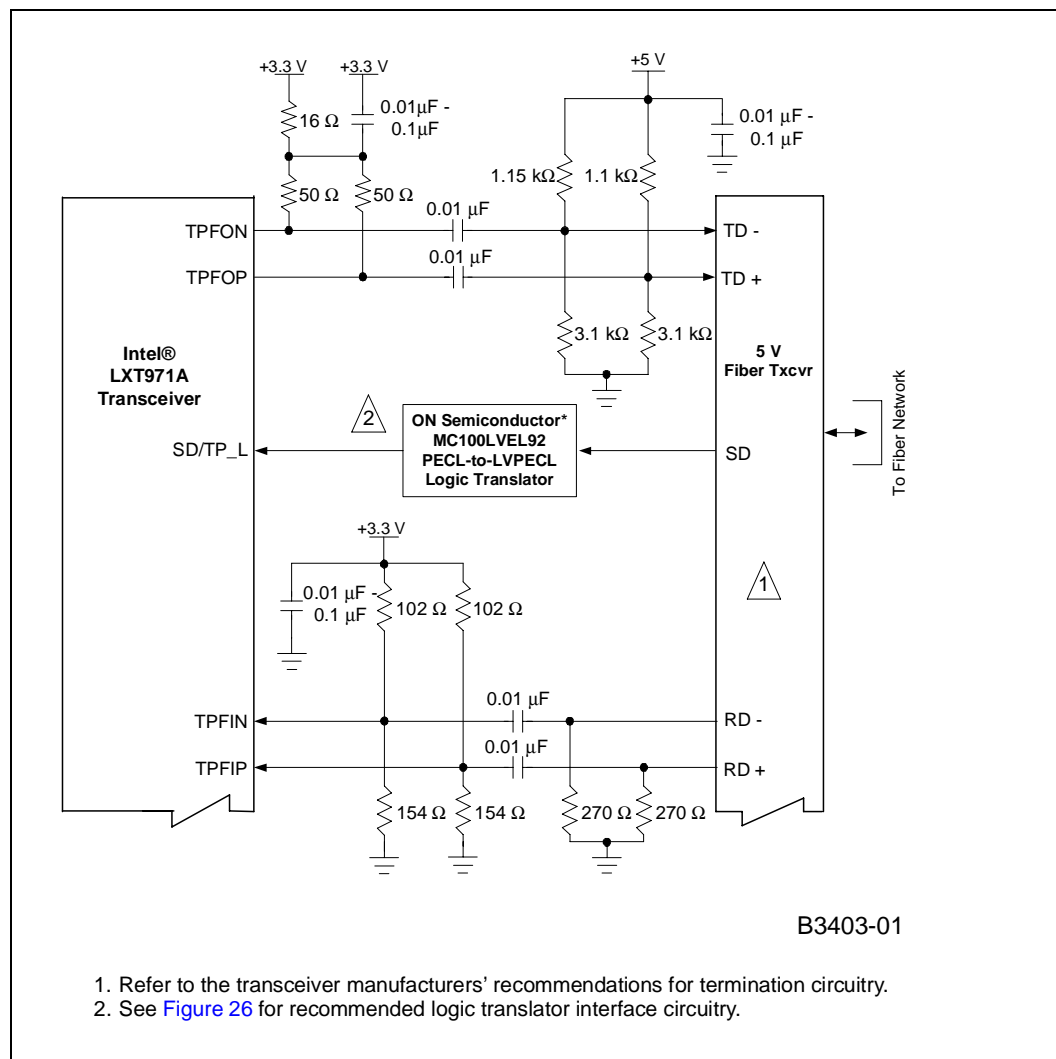 +3.3 V
+3.3 V
+5 V
0.01µF -
0.1µF
16 Ω
0.01 µF -
0.1 µF
1.15 kΩ
1.1 kΩ
50 Ω
50 Ω
0.01 µF
TPFON
TD -
0.01 µF
TPFOP
TD +
3.1 kΩ
3.1 kΩ
Intel®
LXT971A
Transceiver
5 V
Fiber Txcvr
2
ON Semiconductor*
MC100LVEL92
PECL-to-LVPECL
Logic Translator
SD/TP_L
SD
To Fiber Network
+3.3 V
0.01 µF -
0.1 µF
102 Ω
102 Ω
1
0.01 µF
TPFIN
RD -
0.01 µF
TPFIP
RD +
154 Ω
154 Ω
270 Ω
270 Ω
B3403-01
1. Refer to the transceiver manufacturers’ recommendations for termination circuitry.
2. See Figure 26 for recommended logic translator interface circuitry.